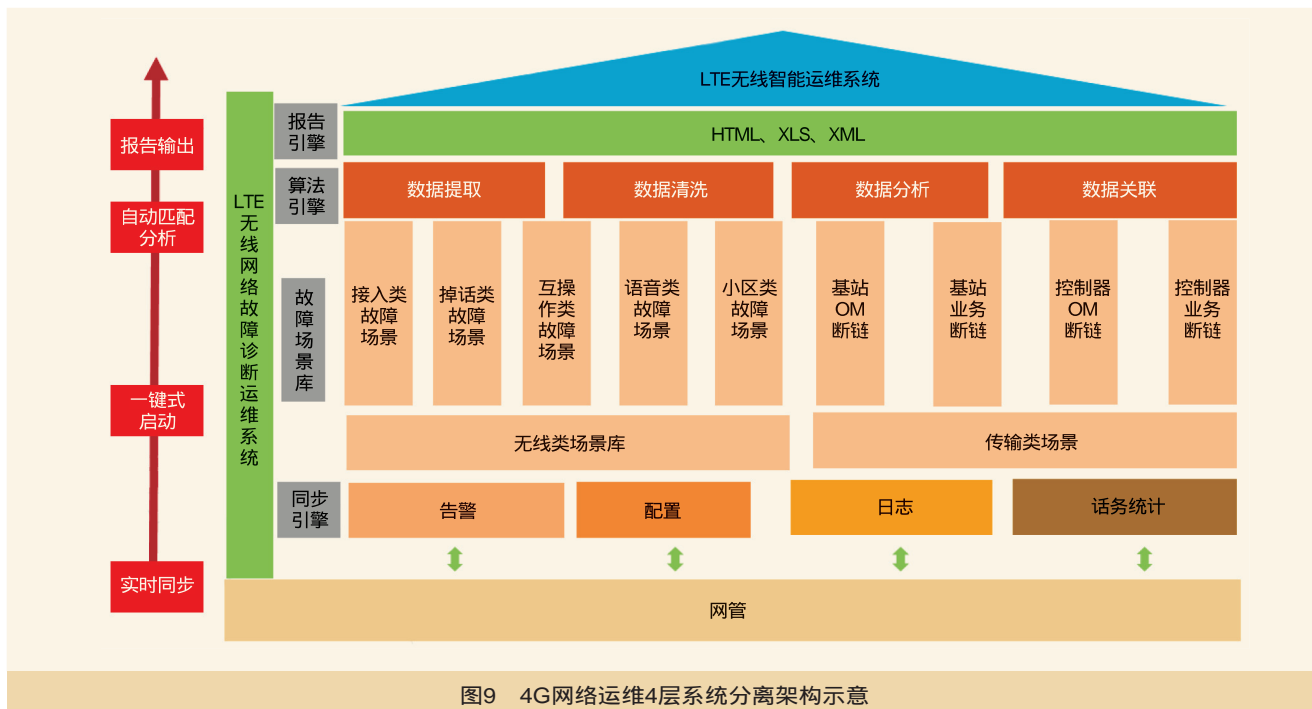 LTE无线智能运维系统
报告
引擎
HTML、XLS、XML
报告输出
算法
引擎
数据提取
数据清洗
数据分析
数据关联
自动匹配
分析
LTE
无
线
网
络
故
障
诊
断
运
维
系
统
故
障
场
景
库
接入类
故障
场景
掉话类
故障
场景
互操
作类
故障
场景
语音类
故障
场景
小区类
故障
场景
基站
OM
断链
基站
业务
断链
控制器
OM
断链
控制器
业务
断链
一键式
启动
无线类场景库
传输类场景
同步
引擎
告警
配置
日志
话务统计
实时同步
网管
图9 4G网络运维4层系统分离架构示意